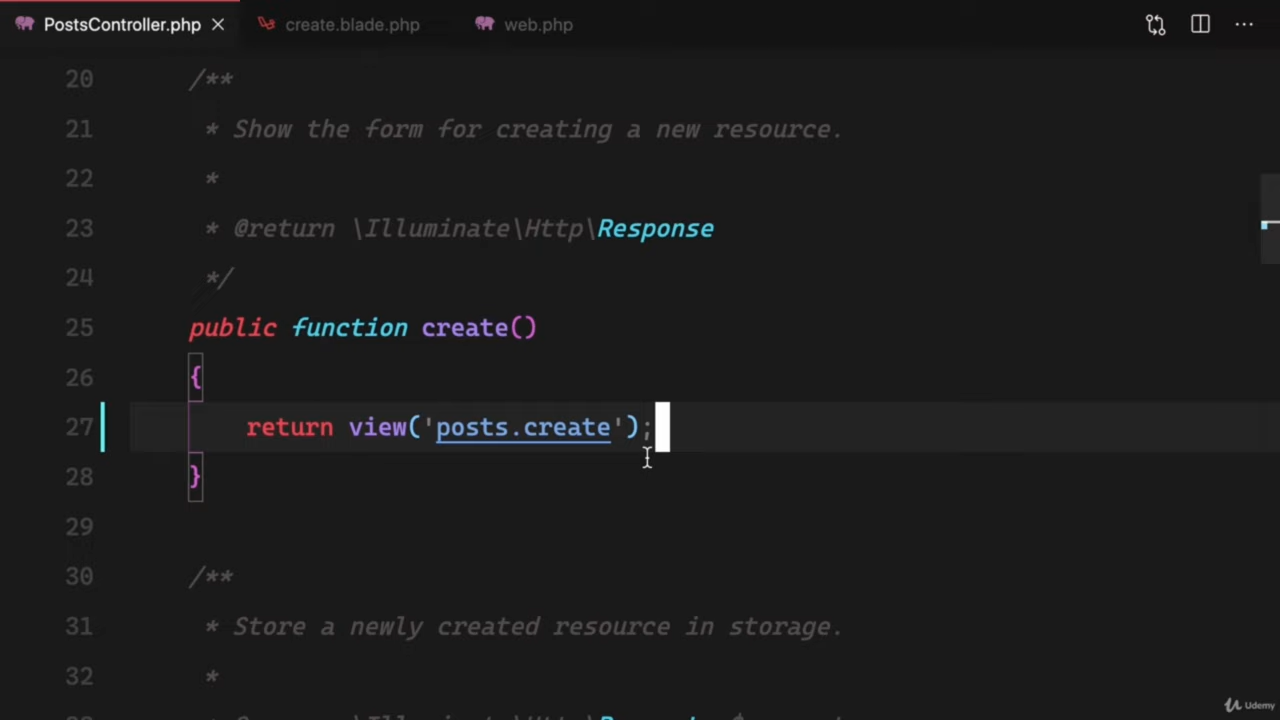 PostsController.php
create.blade.php
web.php
20 /**
21 * Show the form for creating a new resource.
22 *
23 * @return \Illuminate\Http\Response
24 */
25 public function create()
26 {
27 return view('posts.create');
28 }
29
30 /**
31 * Store a newly created resource in storage.
32 *
Udemy